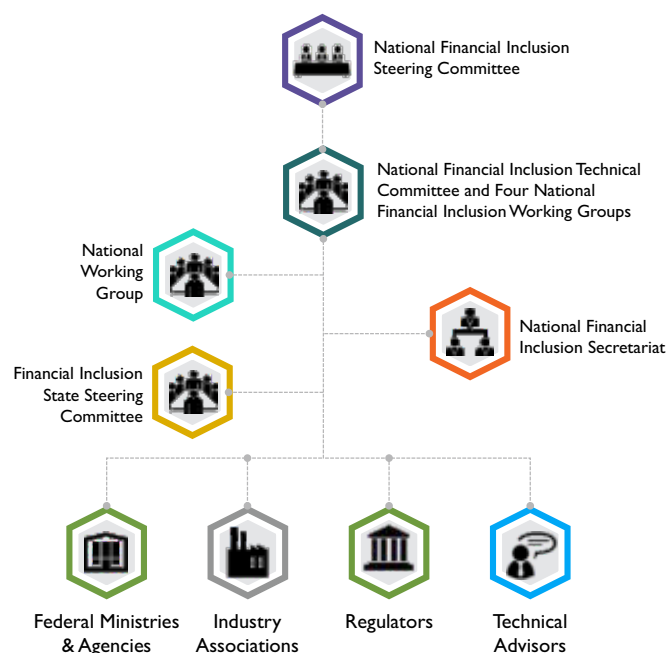 National Financial Inclusion
Steering Committee
National Financial Inclusion Technical
Committee and Four National
Financial Inclusion Working Groups
National
Working
Group
National Financial
Inclusion Secretariat
Financial Inclusion
State Steering
Committee
Federal Ministries
& Agencies
Industry
Associations
Regulators
Technical
Advisors